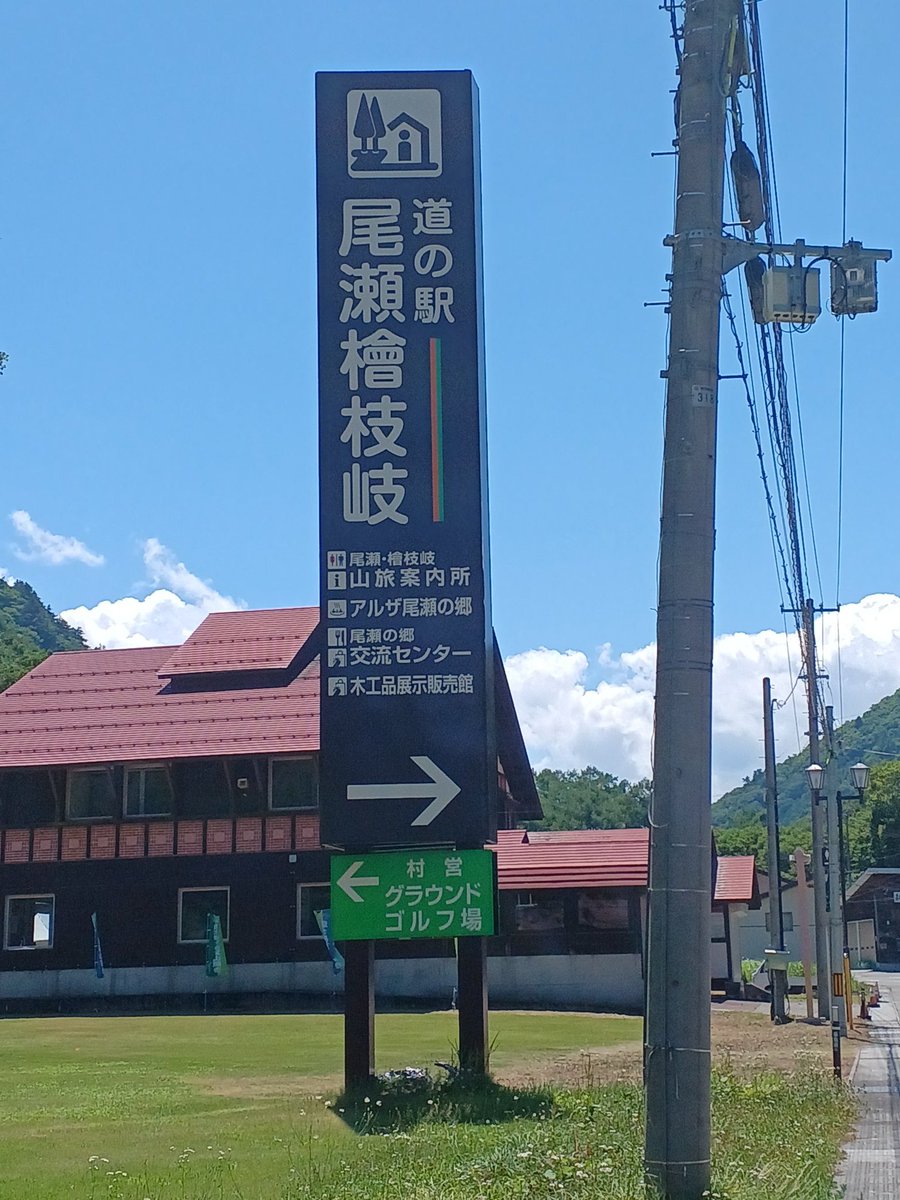 道の駅
尾瀬檜枝岐
尾瀬・檜枝岐
山旅案内所
アルザ尾瀬の郷
尾瀬の郷
交流センター
木工品展示販売館
村営
グラウンド
ゴルフ場
318